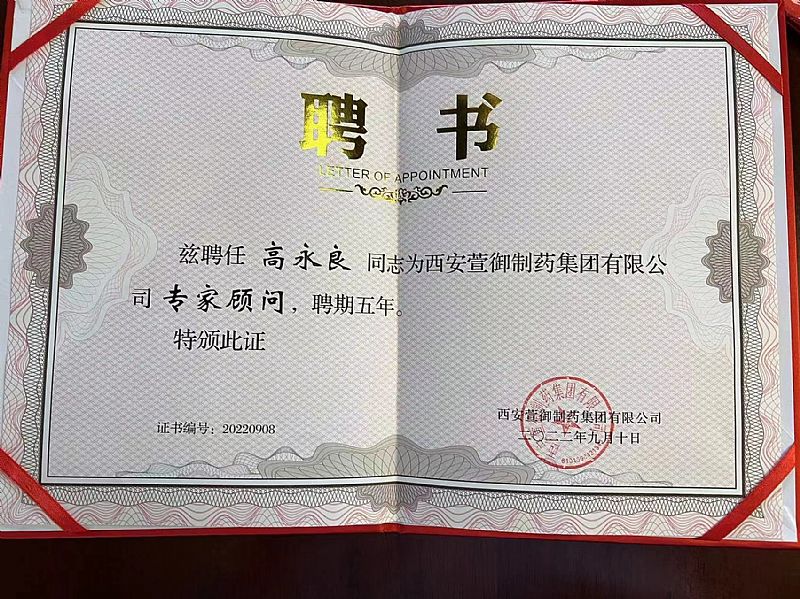 聘书
LETTER OF APPOINTMENT
兹聘任 高永良 同志为西安萱御制药集团有限公
司 专家顾问，聘期五年。
特颁此证
证书编号：20220908
西安萱御制药集团有限公司
二〇二二年九月十日